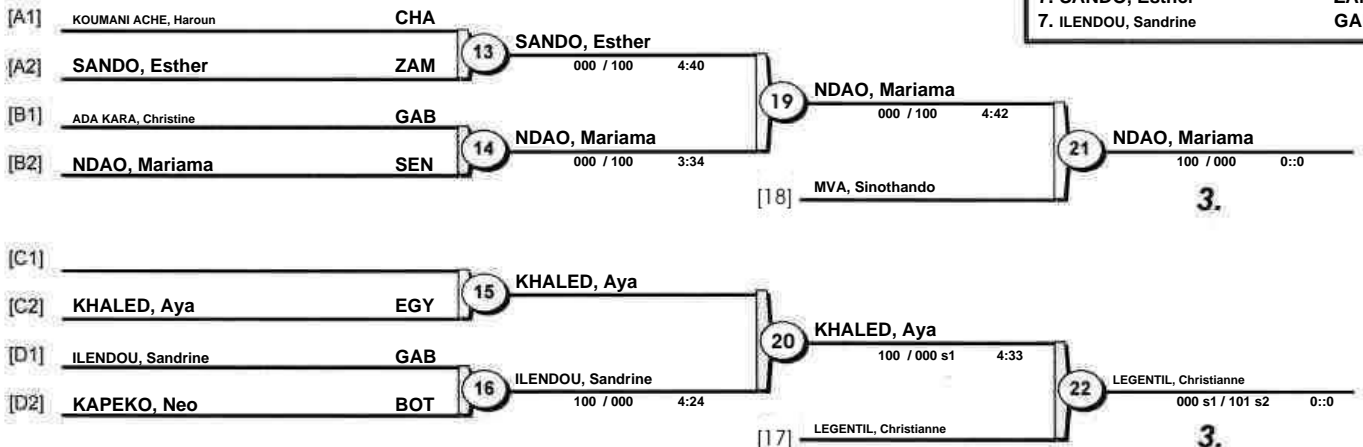 7. ILENDOU, Sandrine GA
[A1] KOUMANI ACHE, Haroun CHA
13 SANDO, Esther
000 / 100 4:40
[A2] SANDO, Esther ZAM
19 NDAO, Mariama
000 / 100 4:42
[B1] ADA KARA, Christine GAB
14 NDAO, Mariama
000 / 100 3:34
21 NDAO, Mariama
100 / 000 0::0
[B2] NDAO, Mariama SEN
[18] MVA, Sinothando
3.
[C1]
15 KHALED, Aya
[C2] KHALED, Aya EGY
20 KHALED, Aya
100 / 000 s1 4:33
[D1] ILENDOU, Sandrine GAB
16 ILENDOU, Sandrine
100 / 000 4:24
22 LEGENTIL, Christianne
000 s1 / 101 s2 0::0
[D2] KAPEKO, Neo BOT
[17] LEGENTIL, Christianne
3.